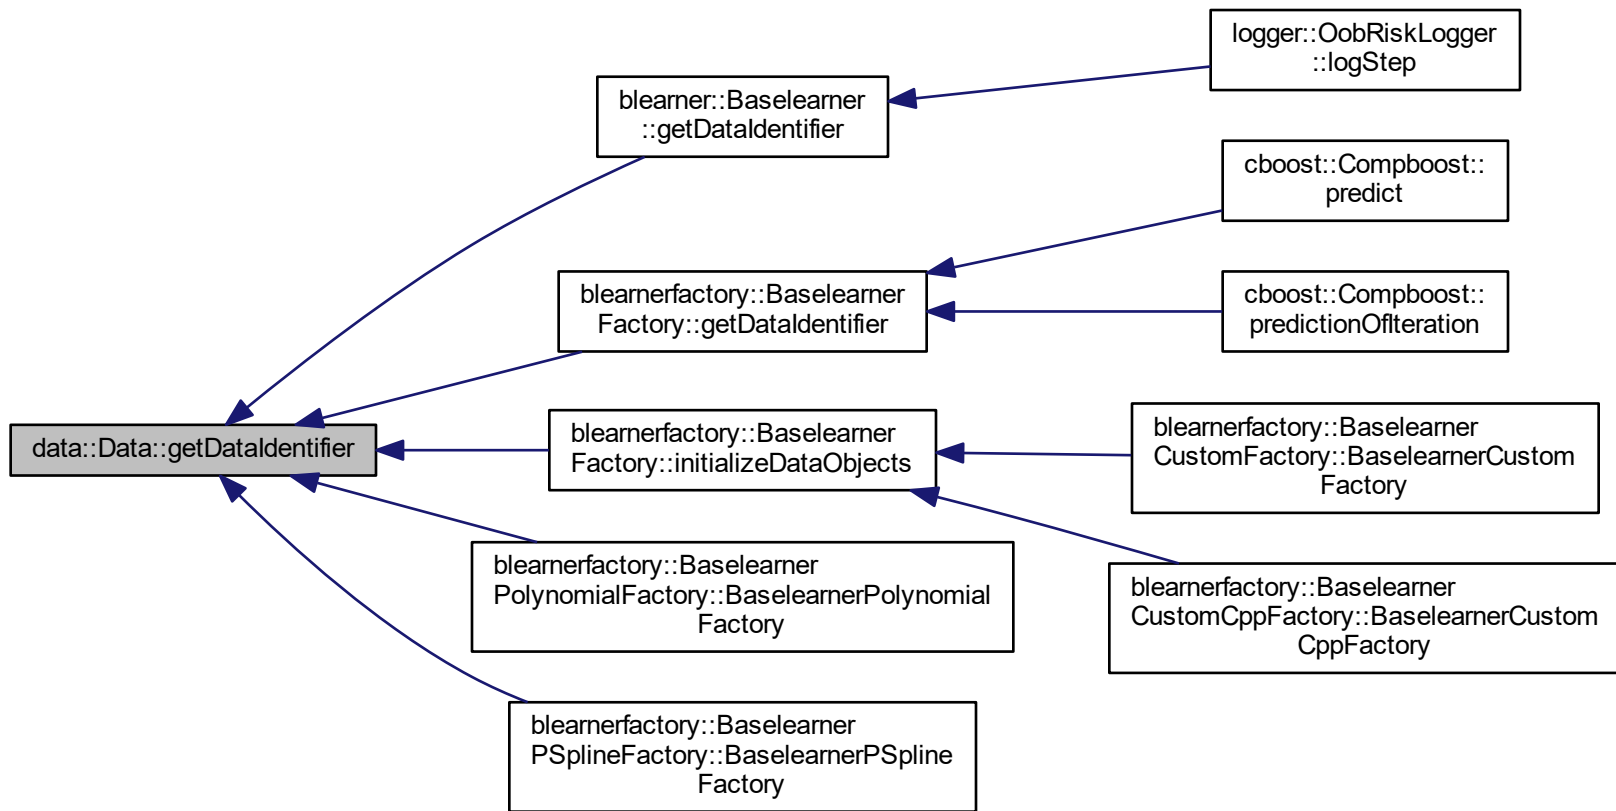 logger::OobRiskLogger
::logStep
blearner::Baselearner
::getDataIdentifier
cboost::Compboost::
predict
blearnerfactory::Baselearner
Factory::getDataIdentifier
cboost::Compboost::
predictionOfIteration
data::Data::getDataIdentifier
blearnerfactory::Baselearner
Factory::initializeDataObjects
blearnerfactory::Baselearner
CustomFactory::BaselearnerCustom
Factory
blearnerfactory::Baselearner
PolynomialFactory::BaselearnerPolynomial
Factory
blearnerfactory::Baselearner
CustomCppFactory::BaselearnerCustom
CppFactory
blearnerfactory::Baselearner
PSplineFactory::BaselearnerPSpline
Factory